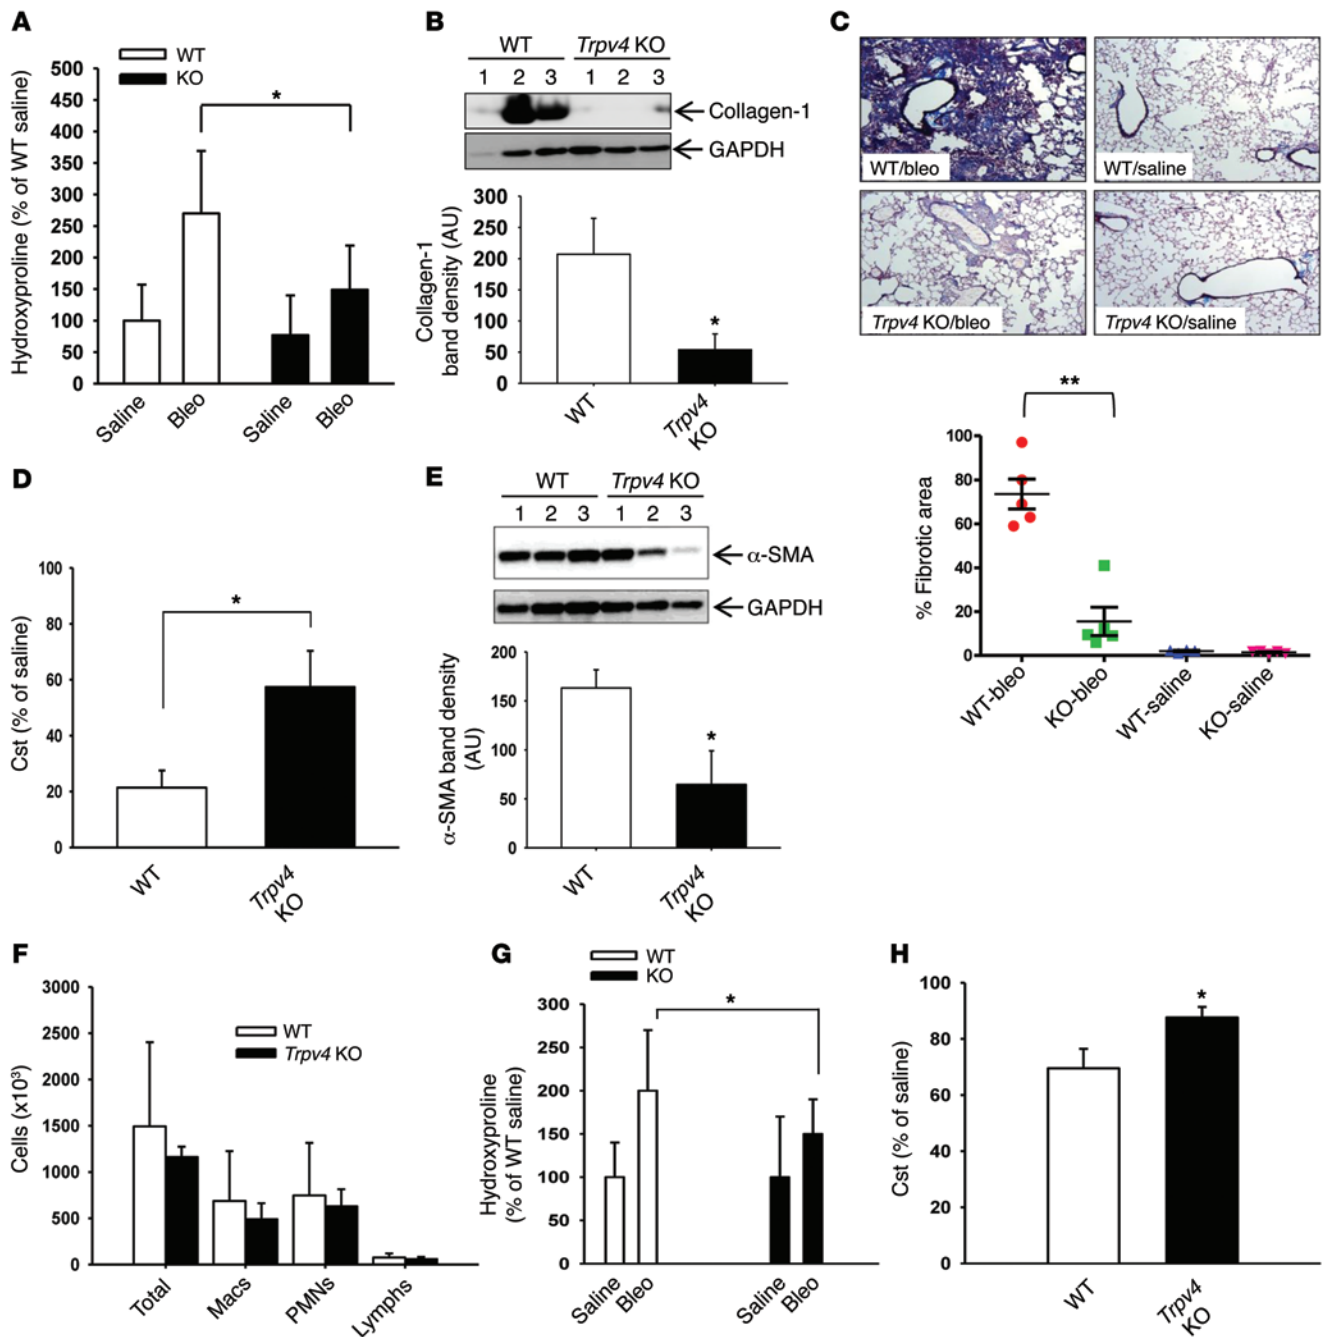 A
WT
KO
500
450
400
350
300
250
200
150
100
50
0
Hydroxyproline (% of WT saline)
*
Saline
Bleo
Saline
Bleo
B
WT
Trpv4 KO
1 2 3 1 2 3
Collagen-1
GAPDH
300
250
200
150
100
50
0
Collagen-1
band density (AU)
*
WT
Trpv4
KO
C
WT/bleo
WT/saline
Trpv4 KO/bleo
Trpv4 KO/saline
**
100
80
60
40
20
0
% Fibrotic area
WT-bleo
KO-bleo
WT-saline
KO-saline
D
100
80
60
40
20
0
Cst (% of saline)
*
WT
Trpv4
KO
E
WT
Trpv4 KO
1 2 3 1 2 3
α-SMA
GAPDH
200
150
100
50
0
α-SMA band density
(AU)
*
WT
Trpv4
KO
F
3000
2500
2000
1500
1000
500
0
Cells (x10³)
WT
Trpv4 KO
Total
Macs
PMNs
Lymphs
G
WT
KO
300
250
200
150
100
50
0
Hydroxyproline
(% of WT saline)
*
Saline
Bleo
Saline
Bleo
H
100
80
60
40
20
0
Cst (% of saline)
*
WT
Trpv4
KO